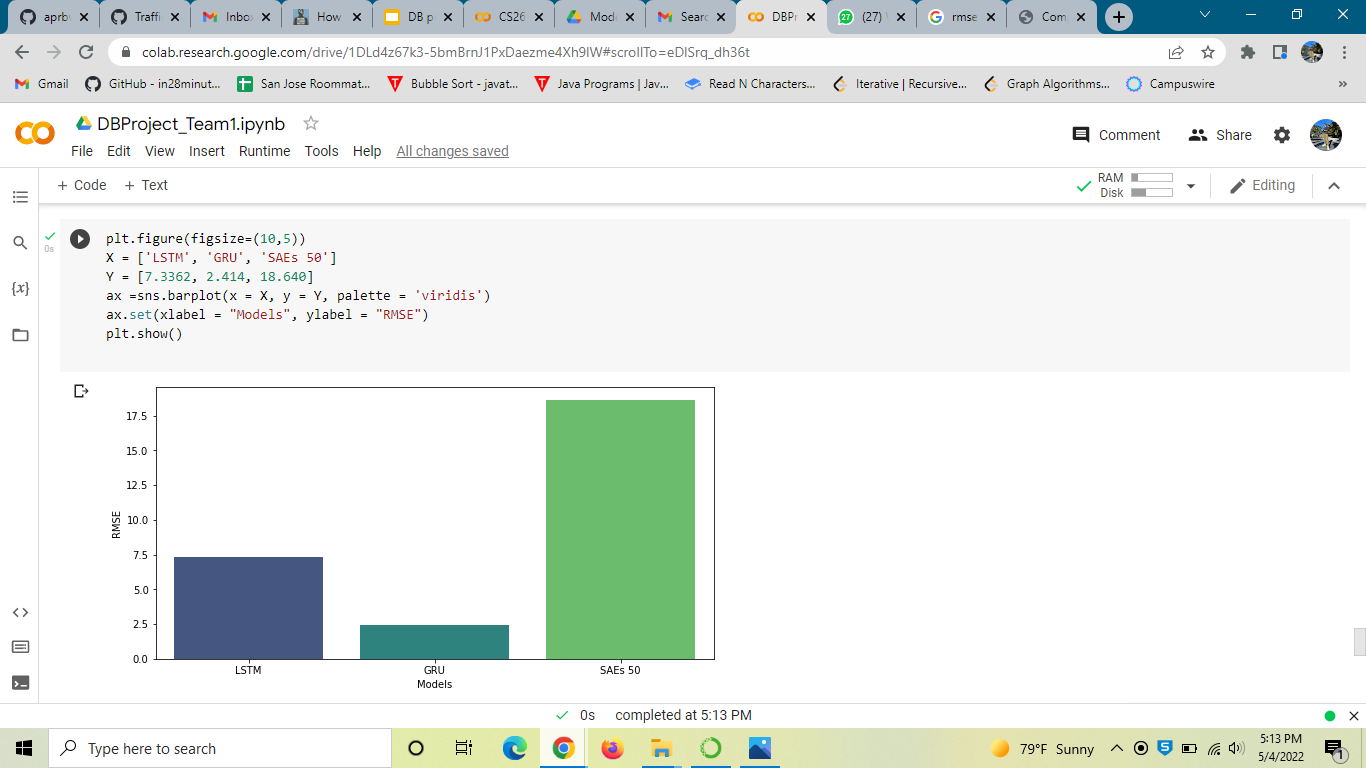 aprb
Traffi
Inbo
How
DB p
CS26
Mode
Searc
DBPr
(27)
rmse
Com
colab.research.google.com/drive/1DLd4z67k3-5bmBrnJ1PxDaezme4Xh9lW#scrollTo=eDlSrq_dh36t
Gmail
GitHub - in28minut...
San Jose Roommat...
Bubble Sort - javat...
Java Programs | Jav...
Read N Characters...
Iterative | Recursive...
Graph Algorithms...
Campuswire
»
DBProject_Team1.ipynb
Comment
Share
File Edit View Insert Runtime Tools Help All changes saved
+ Code + Text
RAM
Disk
Editing
0s
plt.figure(figsize=(10,5))
X = ['LSTM', 'GRU', 'SAEs 50']
Y = [7.3362, 2.414, 18.640]
ax =sns.barplot(x = X, y = Y, palette = 'viridis')
ax.set(xlabel = "Models", ylabel = "RMSE")
plt.show()
{x}
17.5
15.0
12.5
10.0
7.5
5.0
2.5
0.0
RMSE
LSTM GRU SAEs 50
Models
0s completed at 5:13 PM
Type here to search
79°F Sunny
5:13 PM
5/4/2022
1